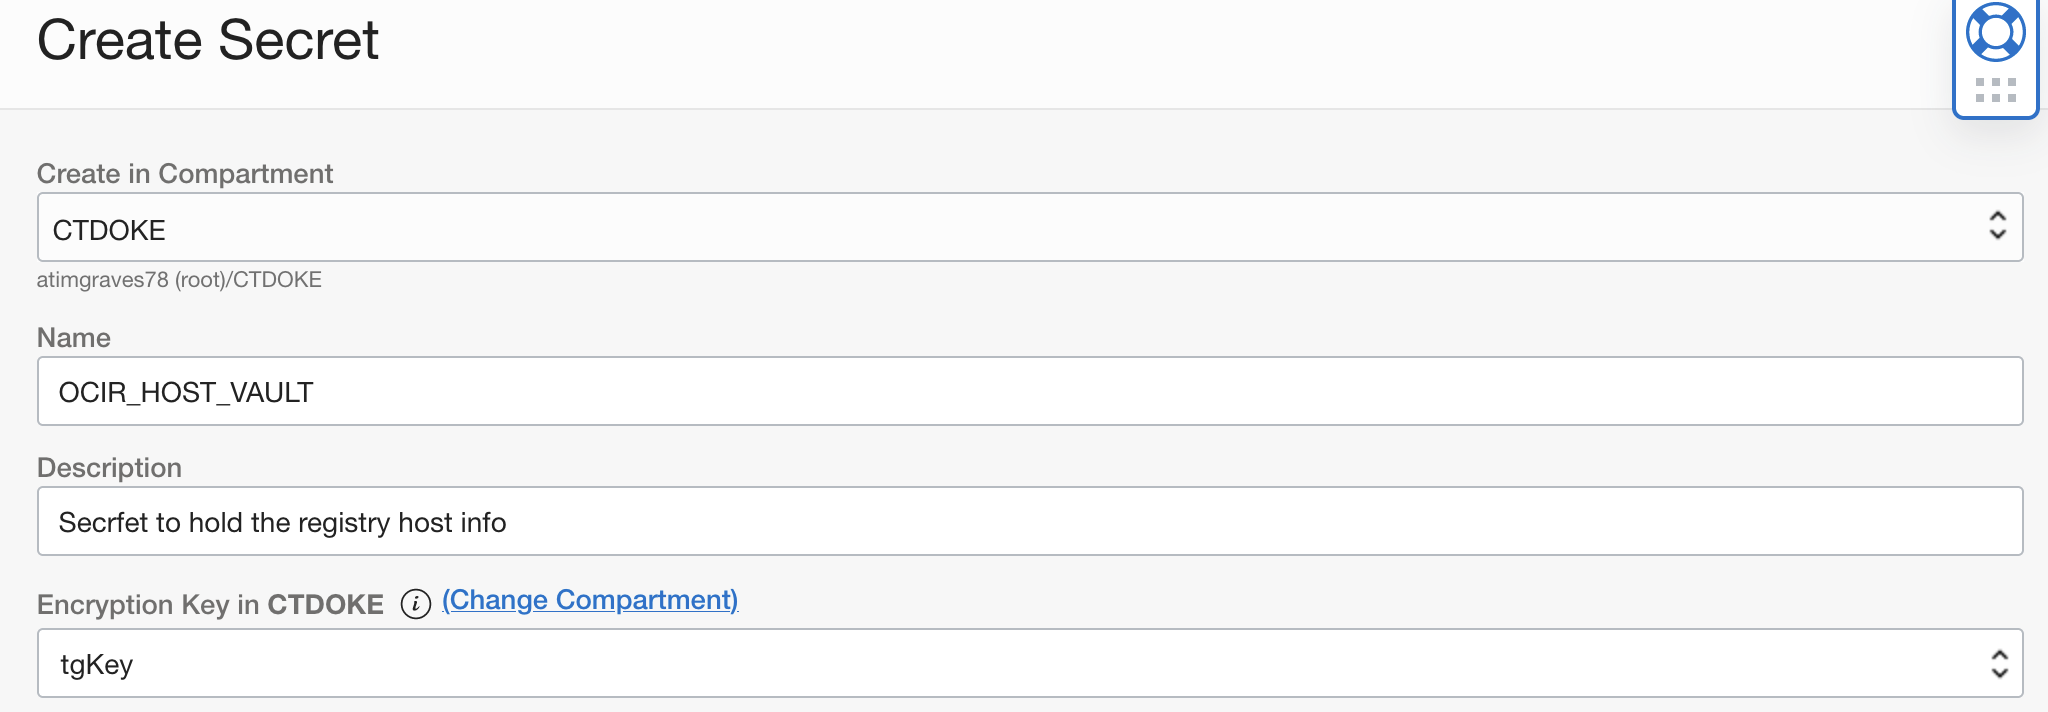 Create Secret
Create in Compartment
CTDOKE
atimgraves78 (root)/CTDOKE
Name
OCIR_HOST_VAULT
Description
Secrfet to hold the registry host info
Encryption Key in CTDOKE i (Change Compartment)
tgKey